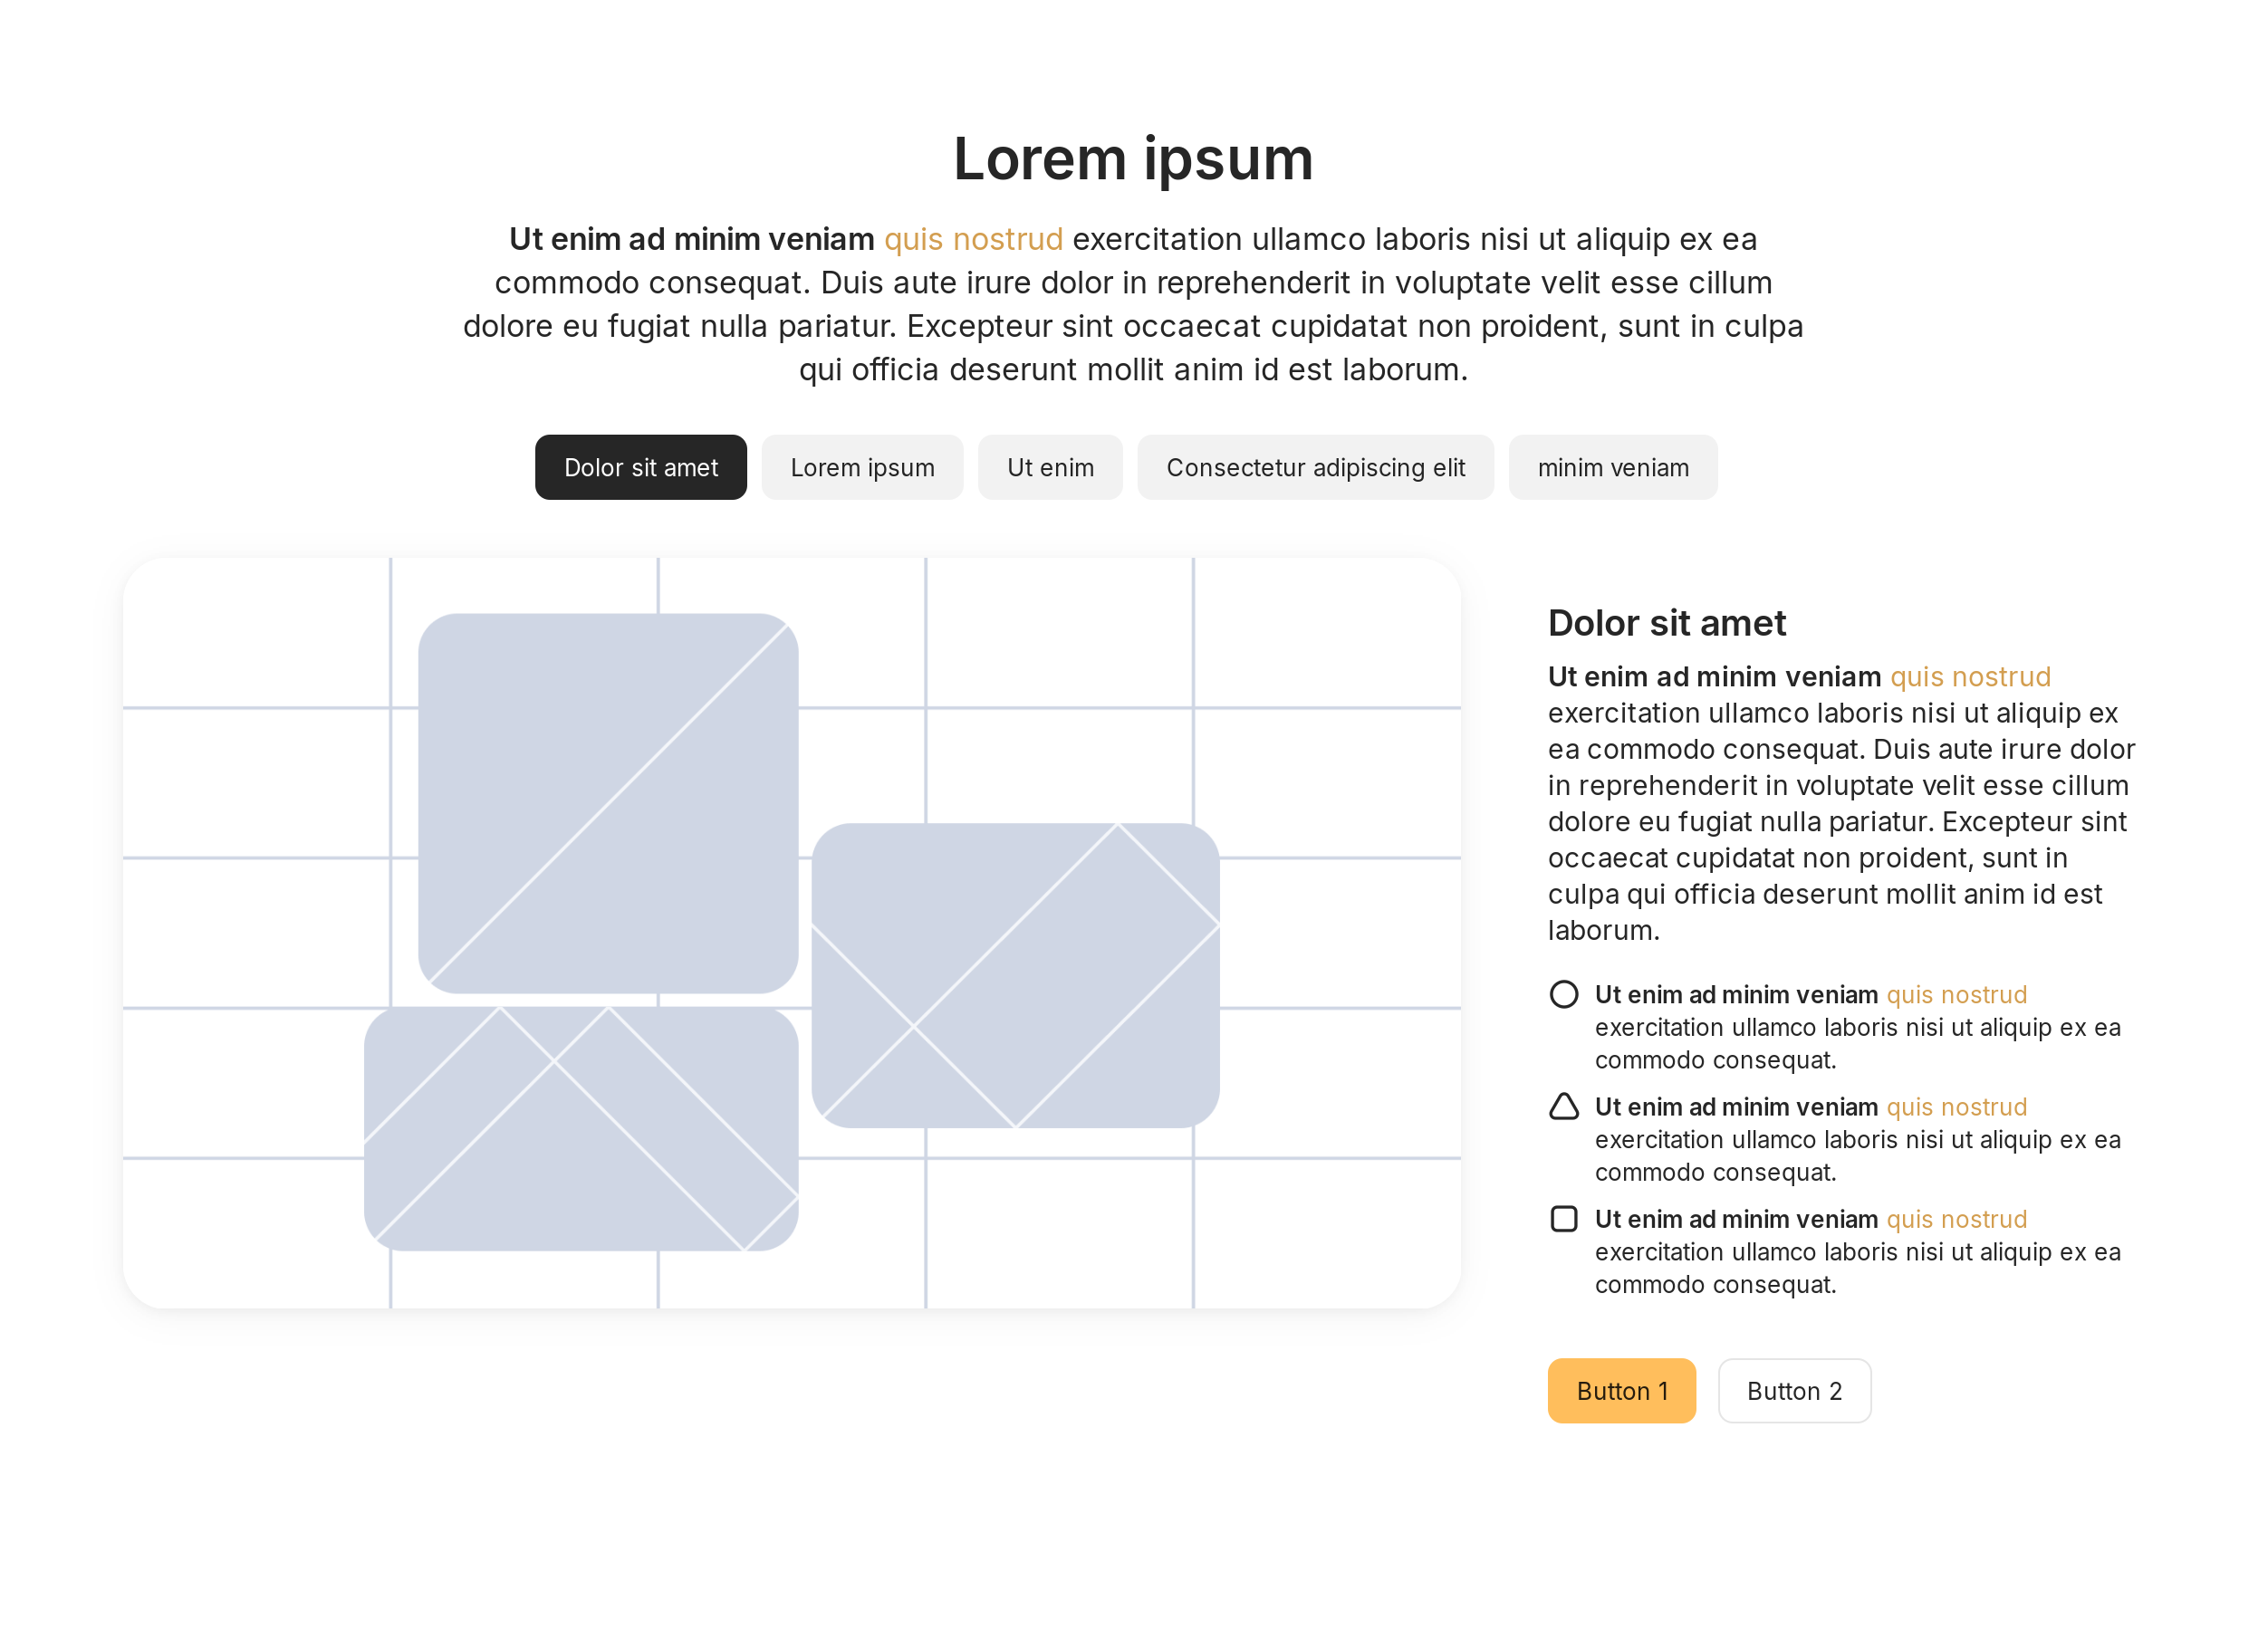 Lorem ipsum
Ut enim ad minim veniam quis nostrud exercitation ullamco laboris nisi ut aliquip ex ea
commodo consequat. Duis aute irure dolor in reprehenderit in voluptate velit esse cillum
dolore eu fugiat nulla pariatur. Excepteur sint occaecat cupidatat non proident, sunt in culpa
qui officia deserunt mollit anim id est laborum.
Dolor sit amet Lorem ipsum Ut enim Consectetur adipiscing elit minim veniam
Dolor sit amet
Ut enim ad minim veniam quis nostrud
exercitation ullamco laboris nisi ut aliquip ex
ea commodo consequat. Duis aute irure dolor
in reprehenderit in voluptate velit esse cillum
dolore eu fugiat nulla pariatur. Excepteur sint
occaecat cupidatat non proident, sunt in
culpa qui officia deserunt mollit anim id est
laborum.
Ut enim ad minim veniam quis nostrud
exercitation ullamco laboris nisi ut aliquip ex ea
commodo consequat.
Ut enim ad minim veniam quis nostrud
exercitation ullamco laboris nisi ut aliquip ex ea
commodo consequat.
Ut enim ad minim veniam quis nostrud
exercitation ullamco laboris nisi ut aliquip ex ea
commodo consequat.
Button 1 Button 2